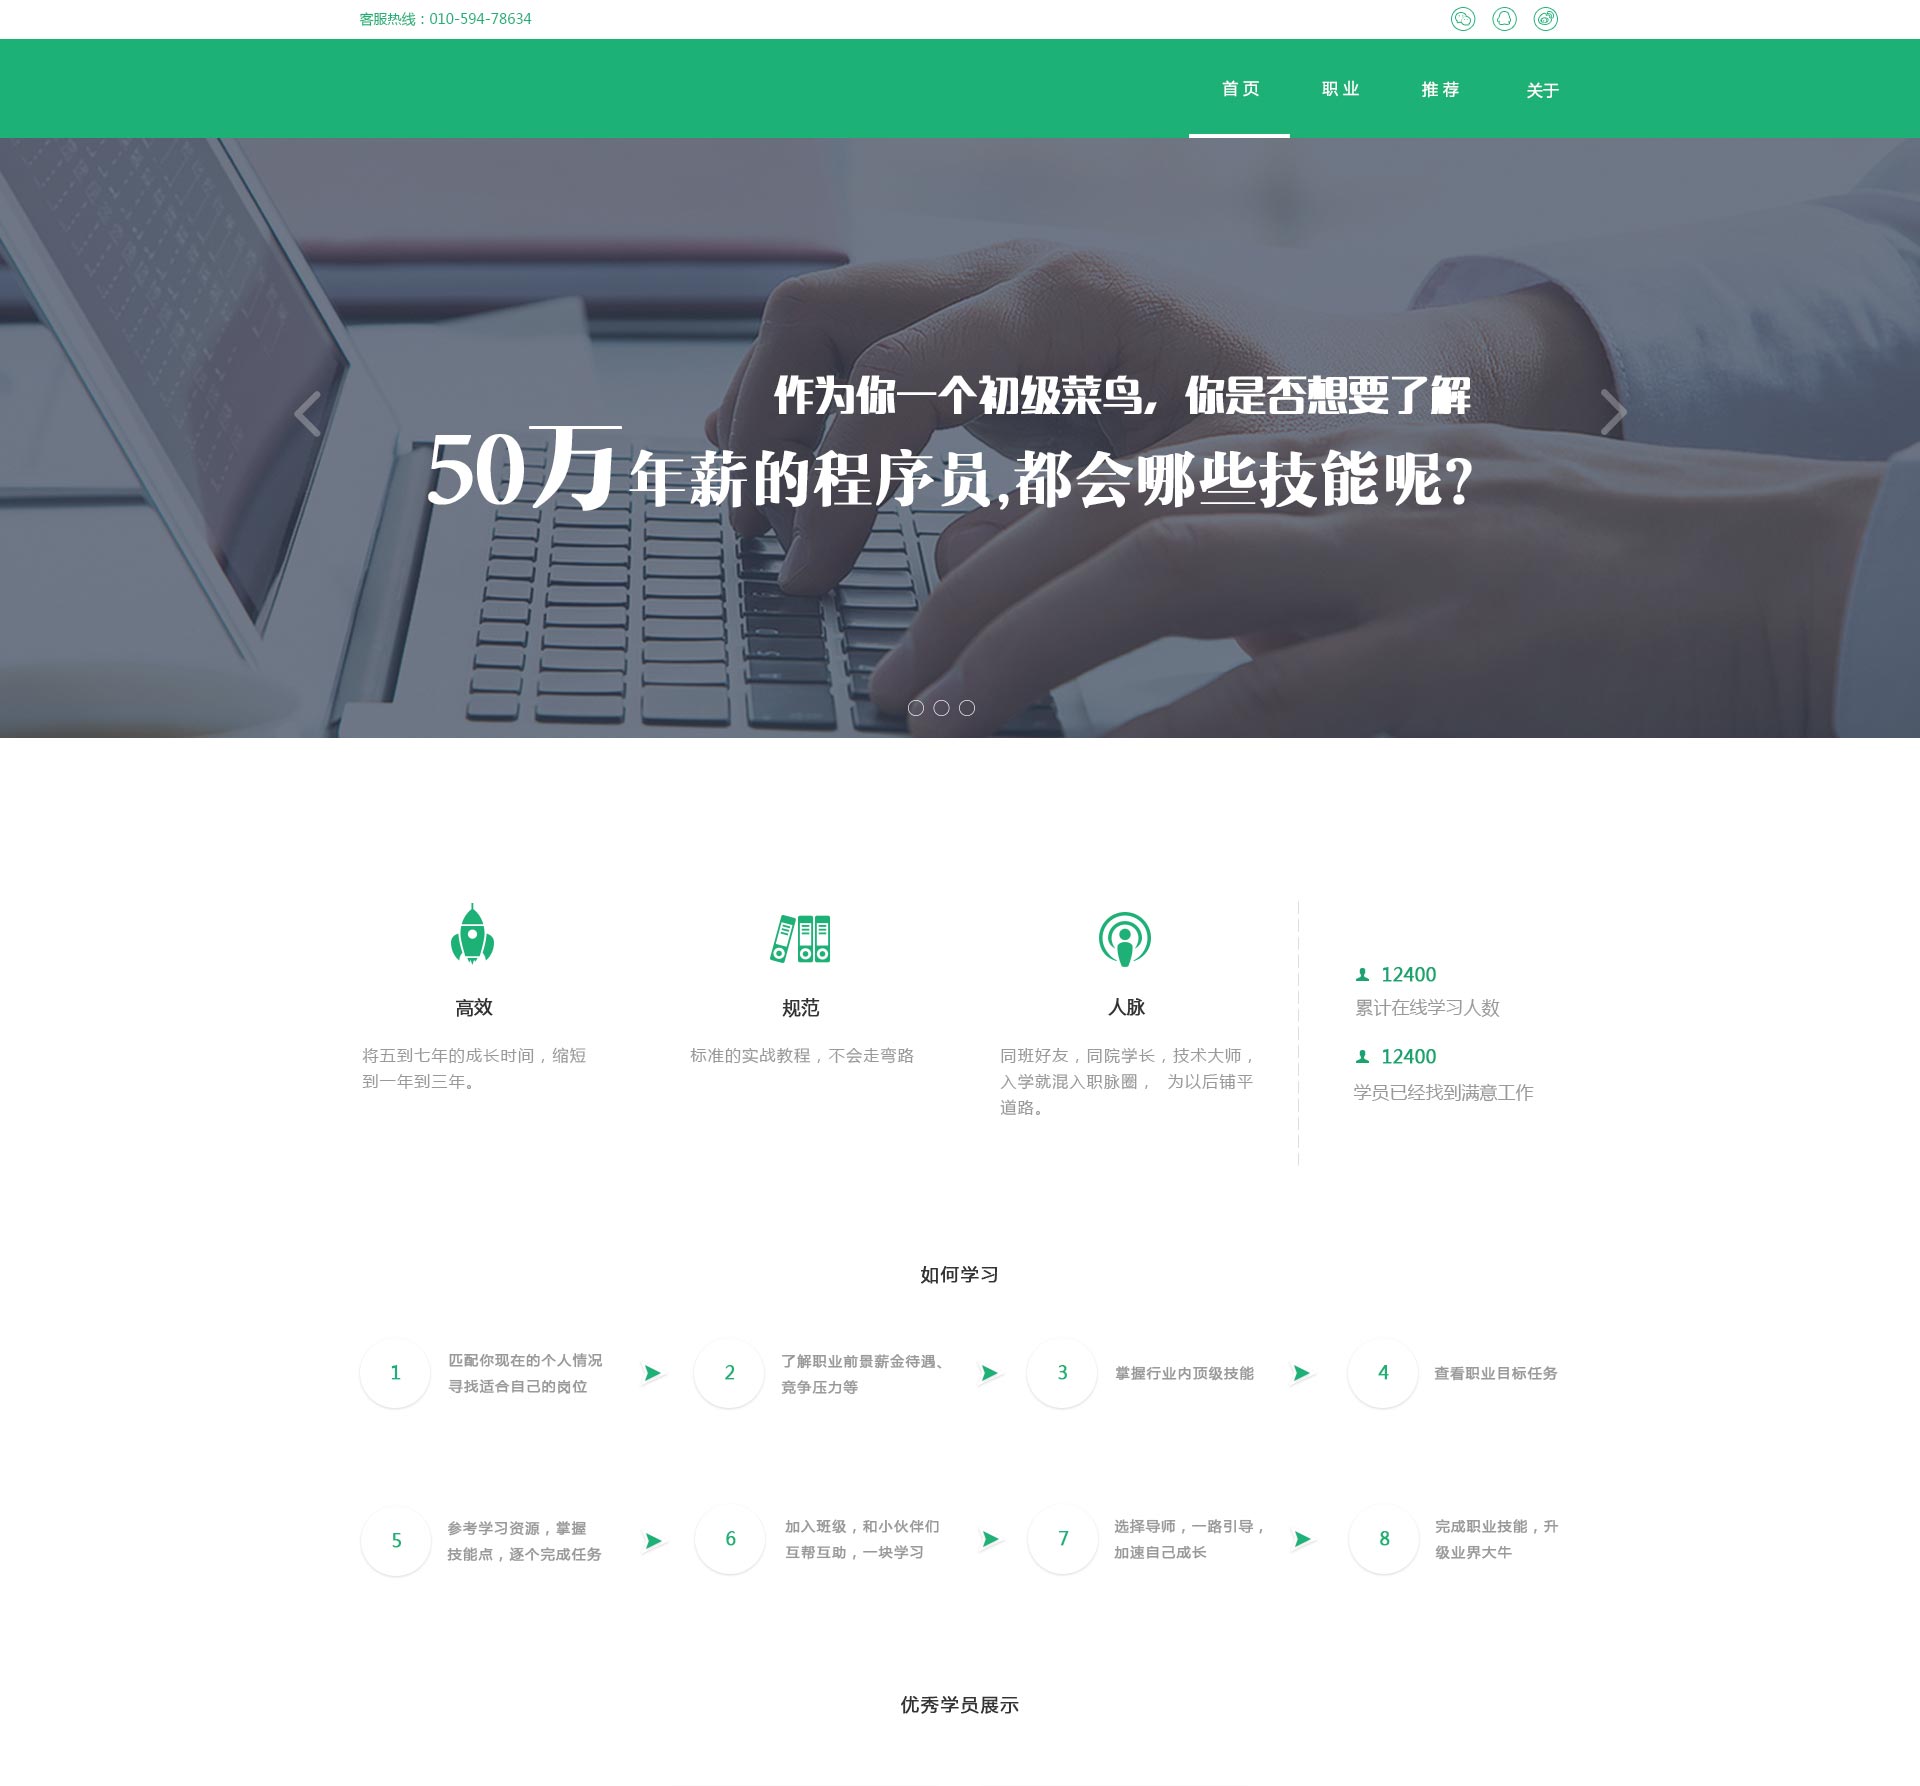 客服热线：010-594-78634
首页 职业 推荐 关于
作为你一个初级菜鸟，你是否想要了解
50万年薪的程序员,都会哪些技能呢?
高效
将五到七年的成长时间，缩短
到一年到三年。
规范
标准的实战教程，不会走弯路
人脉
同班好友，同院学长，技术大师，
入学就混入职脉圈， 为以后铺平
道路。
12400
累计在线学习人数
12400
学员已经找到满意工作
如何学习
1
匹配你现在的个人情况
寻找适合自己的岗位
2
了解职业前景薪金待遇、
竞争压力等
3
掌握行业内顶级技能
4
查看职业目标任务
5
参考学习资源，掌握
技能点，逐个完成任务
6
加入班级，和小伙伴们
互帮互助，一块学习
7
选择导师，一路引导，
加速自己成长
8
完成职业技能，升
级业界大牛
优秀学员展示